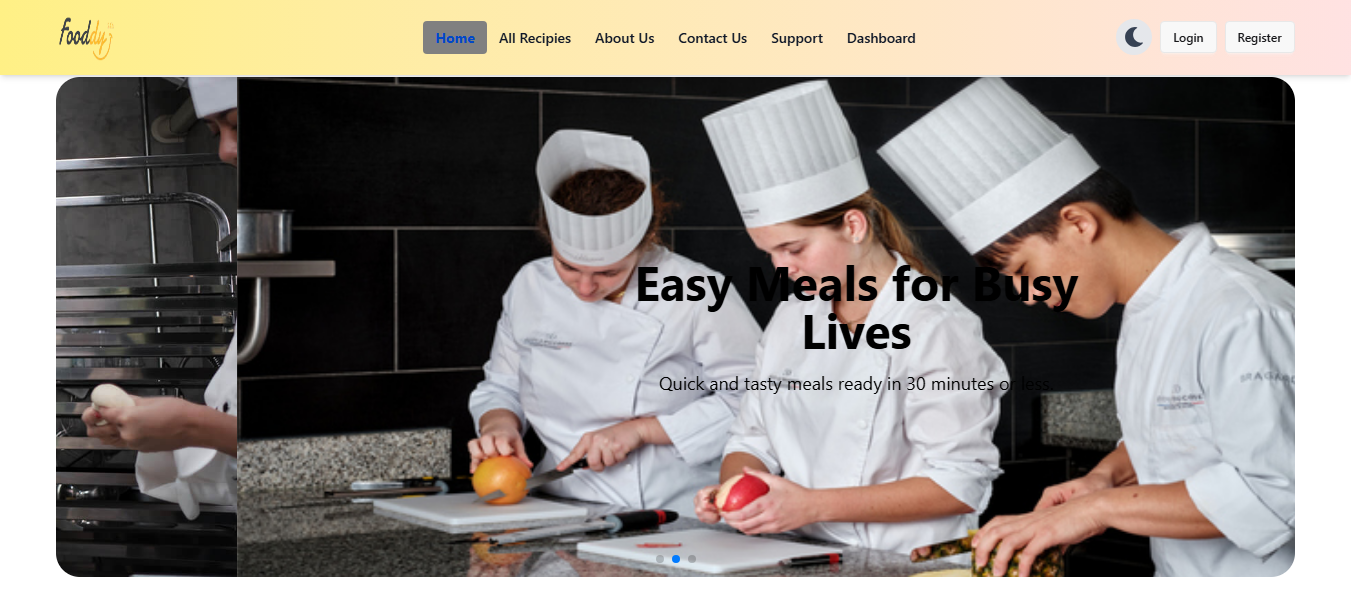 fooddy
Home
All Recipies
About Us
Contact Us
Support
Dashboard
Login
Register
Easy Meals for Busy
Lives
Quick and tasty meals ready in 30 minutes or less.